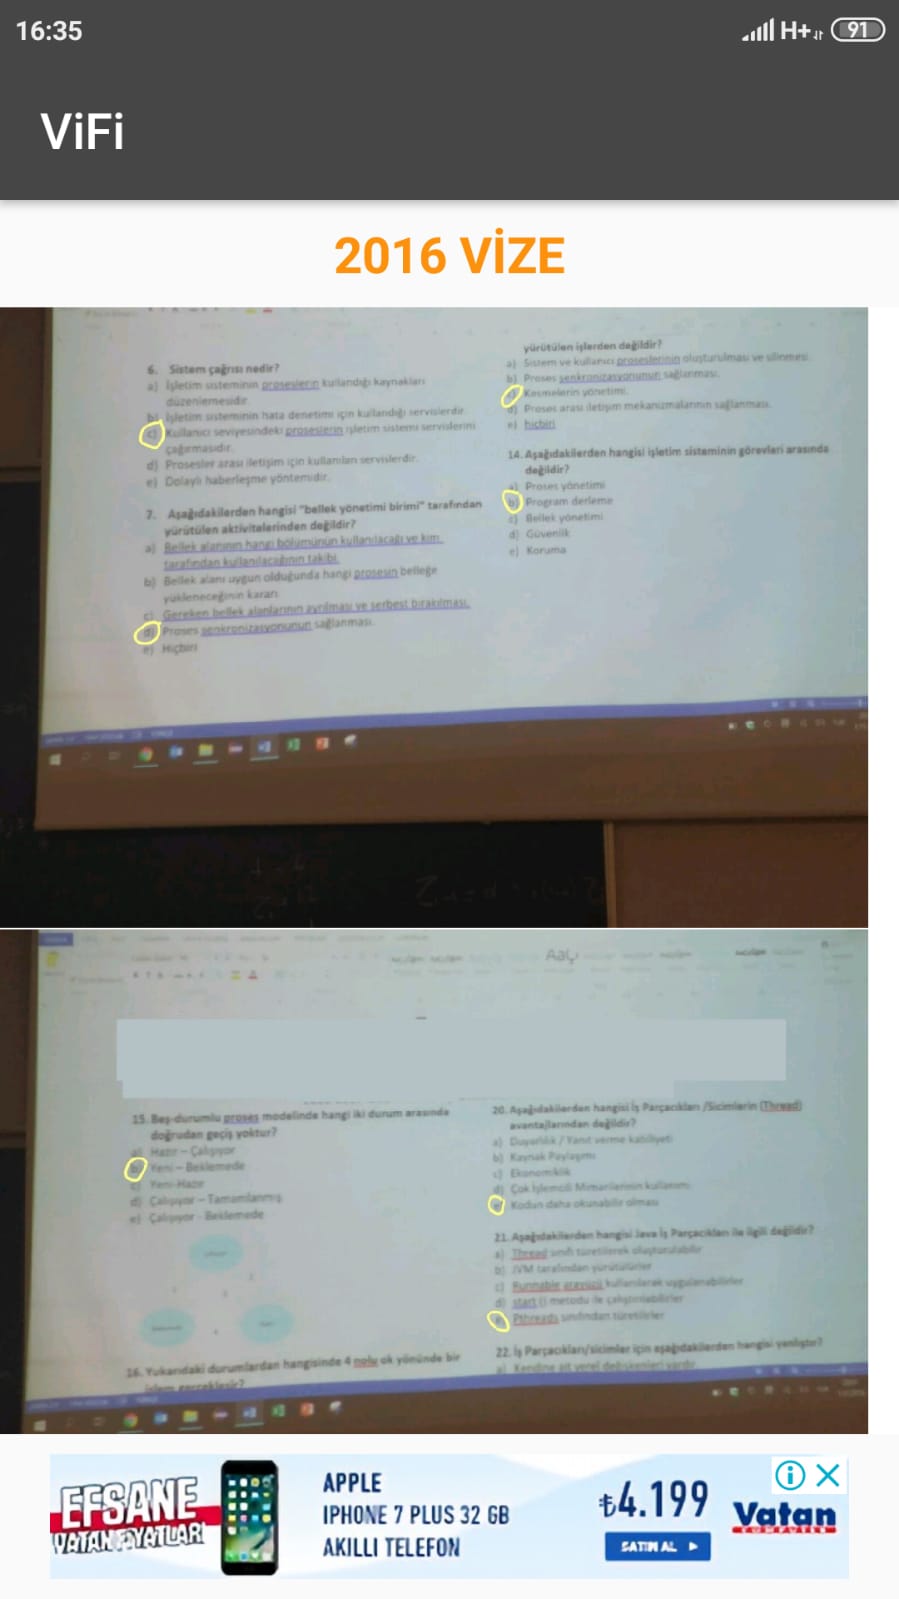 16:35
H+
91
ViFi
2016 VİZE
6. Sistem çağrısı nedir?
a) İşletim sisteminin proseslerin kullandığı kaynakları
düzenlemesidir.
b) İşletim sisteminin hata denetimi için kullandığı servislerdir.
c) Kullanıcı seviyesindeki proseslerin işletim sistemi servislerini
çağırmasıdır.
d) Prosesler arası iletişim için kullanılan servislerdir.
e) Dolaylı haberleşme yöntemidir.
7. Aşağıdakilerden hangisi "bellek yönetimi birimi" tarafından
yürütülen aktivitelerinden değildir?
a) Bellek alanının hangi bölümünün kullanılacağı ve kim
tarafından kullanılacağının takibi.
b) Bellek alanı uygun olduğunda hangi prosesin belleğe
yükleneceğinin kararı
c) Gereken bellek alanlarının ayrılması ve serbest bırakılması.
d) Proses senkronizasyonunun sağlanması.
e) Hiçbiri
yürütülen işlerden değildir?
a) Sistem ve kullanıcı proseslerinin oluşturulması ve silinmesi.
b) Proses senkronizasyonunun sağlanması.
Kesmelerin yönetimi.
d) Proses arası iletişim mekanizmalarının sağlanması.
e) hiçbiri
14. Aşağıdakilerden hangisi işletim sisteminin görevleri arasında
değildir?
a) Proses yönetimi
b) Program derleme
c) Bellek yönetimi
d) Güvenlik
e) Koruma
15. Beş-durumlu proses modelinde hangi iki durum arasında
doğrudan geçiş yoktur?
a) Hazır – Çalışıyor
Yeni – Beklemede
c) Yeni-Hazır
d) Çalışıyor – Tamamlanmış
e) Çalışıyor - Beklemede
16. Yukarıdaki durumlardan hangisinde 4 nolu ok yönünde bir
işlem gerçekleşir?
20. Aşağıdakilerden hangisi İş Parçacıkları /Sicimlerin (Thread)
avantajlarından değildir?
a) Duyarlılık / Yanıt verme kabiliyeti
b) Kaynak Paylaşımı
c) Ekonomiklik
d) Çok İşlemcili Mimarilerinin kullanımı
Kodun daha okunabilir olması
21. Aşağıdakilerden hangisi Java İş Parçacıkları ile ilgili değildir?
a) Thread sınıfı türetilerek oluşturulabilir
b) JVM tarafından yürütülürler
c) Runnable arayüzü kullanılarak uygulanabilirler
d) start () metodu ile çalıştırılabilirler
Pthreads sınıfından türetilirler
22. İş Parçacıkları/sicimler için aşağıdakilerden hangisi yanlıştır?
a) Kendine ait yerel değişkenleri vardır
EFSANE
VATAN FİYATLARI
APPLE
IPHONE 7 PLUS 32 GB
AKILLI TELEFON
₺4.199
SATIN AL
Vatan
COMPUTER